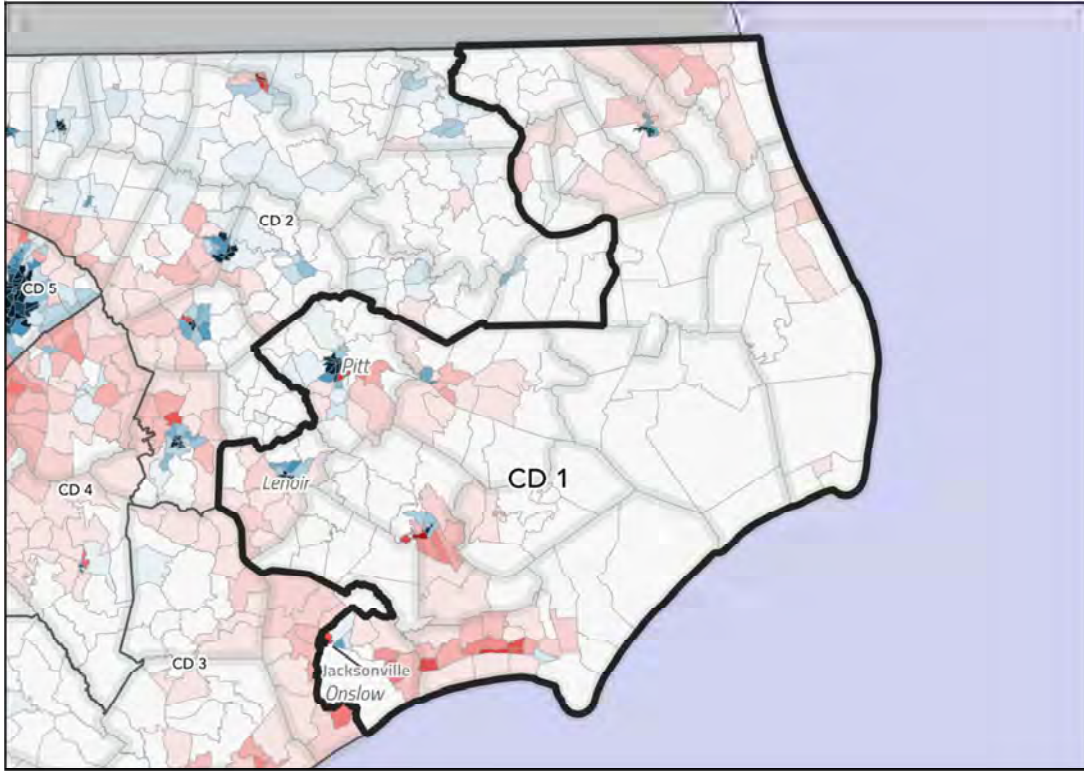 CD 2
CD 5
Pitt
CD 1
Lenoir
CD 4
CD 3
Jacksonville
Onslow